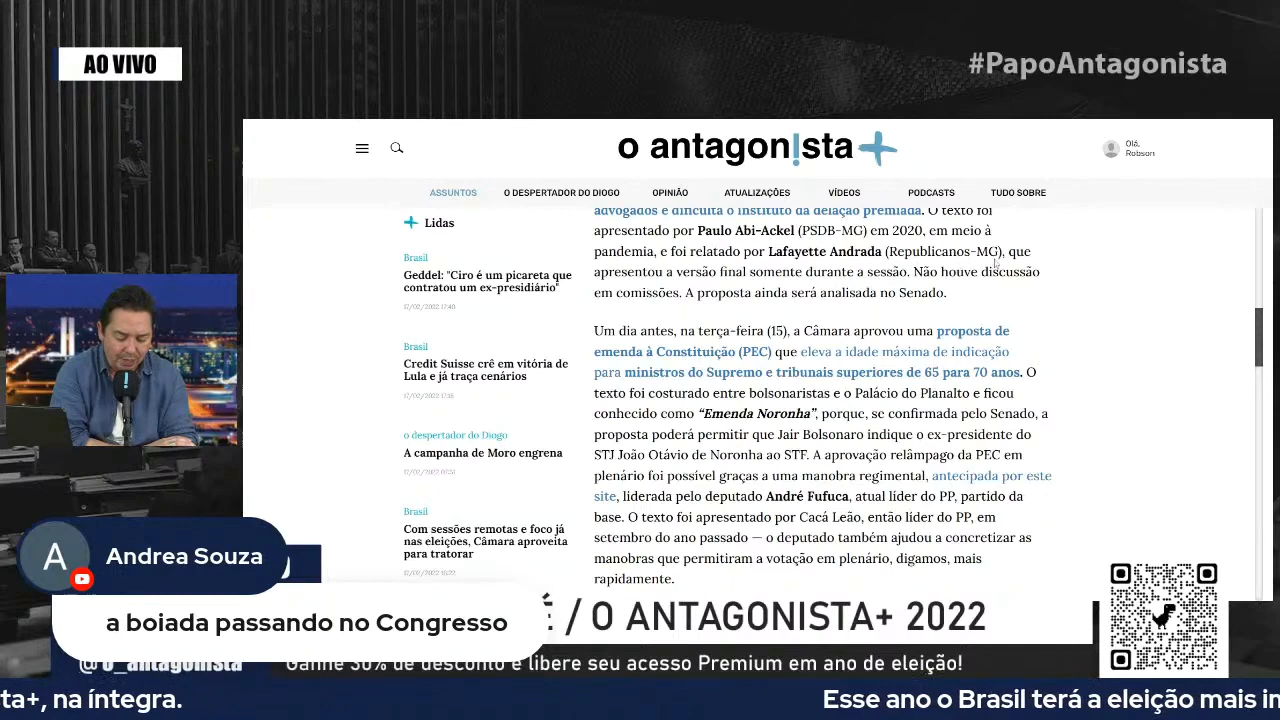 AO VIVO
#PapoAntagonista
o antagon!sta+
Olá,
Robson
ASSUNTOS
O DESPERTADOR DO DIOGO
OPINIÃO
ATUALIZAÇÕES
VÍDEOS
PODCASTS
TUDO SOBRE
Lidas
Brasil
Geddel: "Ciro é um picareta que
contratou um ex-presidiário"
17/02/2022 17:40
Brasil
Credit Suisse crê em vitória de
Lula e já traça cenários
o despertador do Diogo
A campanha de Moro engrena
Brasil
Com sessões remotas e foco já
nas eleições, Câmara aproveita
para tratorar
advogados e dificulta o instituto da delação premiada. O texto foi
apresentado por Paulo Abi-Ackel (PSDB-MG) em 2020, em meio à
pandemia, e foi relatado por Lafayette Andrada (Republicanos-MG), que
apresentou a versão final somente durante a sessão. Não houve discussão
em comissões. A proposta ainda será analisada no Senado.
Um dia antes, na terça-feira (15), a Câmara aprovou uma proposta de
emenda à Constituição (PEC) que eleva a idade máxima de indicação
para ministros do Supremo e tribunais superiores de 65 para 70 anos. O
texto foi costurado entre bolsonaristas e o Palácio do Planalto e ficou
conhecido como “Emenda Noronha”, porque, se confirmada pelo Senado, a
proposta poderá permitir que Jair Bolsonaro indique o ex-presidente do
STJ João Otávio de Noronha ao STF. A aprovação relâmpago da PEC em
plenário foi possível graças a uma manobra regimental, antecipada por este
site, liderada pelo deputado André Fufuca, atual líder do PP, partido da
base. O texto foi apresentado por Cacá Leão, então líder do PP, em
setembro do ano passado — o deputado também ajudou a concretizar as
manobras que permitiram a votação em plenário, digamos, mais
rapidamente.
A
Andrea Souza
a boiada passando no Congresso
É / O ANTAGONISTA+ 2022
@o_antagonista
Ganhe 30% de desconto e libere seu acesso Premium em ano de eleição!
ta+, na íntegra.
Esse ano o Brasil terá a eleição mais i